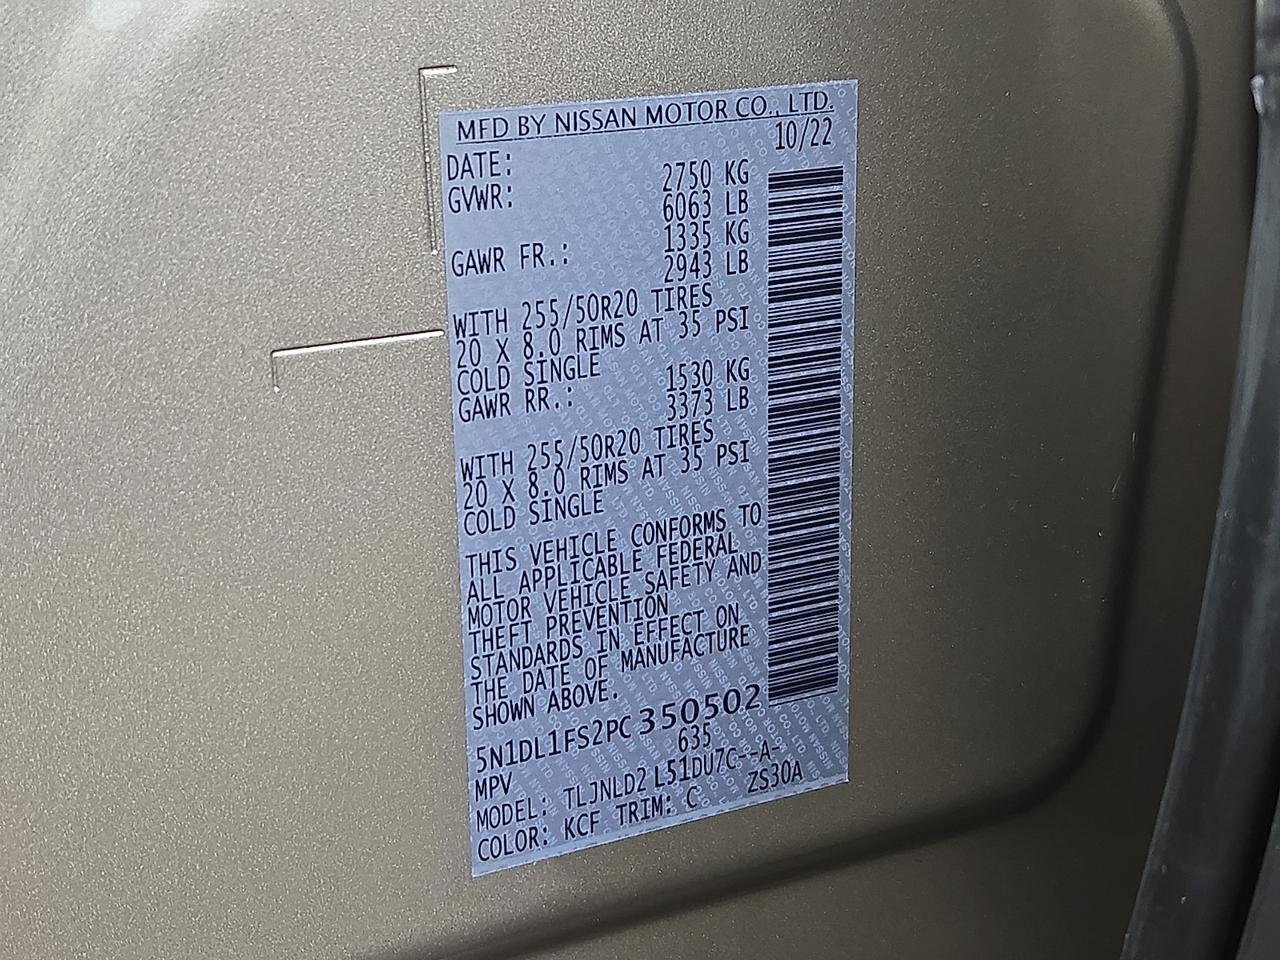 MFD BY NISSAN MOTOR CO., LTD.
DATE: 10/22
GVWR: 2750 KG
6063 LB
GAWR FR.: 1335 KG
2943 LB
WITH 255/50R20 TIRES
20 X 8.0 RIMS AT 35 PSI
COLD SINGLE
GAWR RR.: 1530 KG
3373 LB
WITH 255/50R20 TIRES
20 X 8.0 RIMS AT 35 PSI
COLD SINGLE
THIS VEHICLE CONFORMS TO
ALL APPLICABLE FEDERAL
MOTOR VEHICLE SAFETY AND
THEFT PREVENTION
STANDARDS IN EFFECT ON
THE DATE OF MANUFACTURE
SHOWN ABOVE.
5N1DL1FS2PC350502
MPV 635
MODEL: TLJNLD2 L51DU7C--A-
COLOR: KCF TRIM: C ZS30A